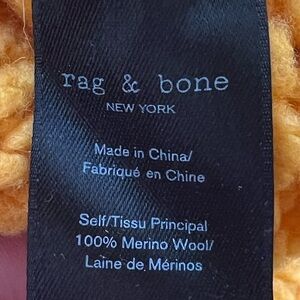 rag & bone
NEW YORK
Made in China/
Fabriqué en Chine
Self/Tissu Principal
100% Merino Wool/
Laine de Mérinos